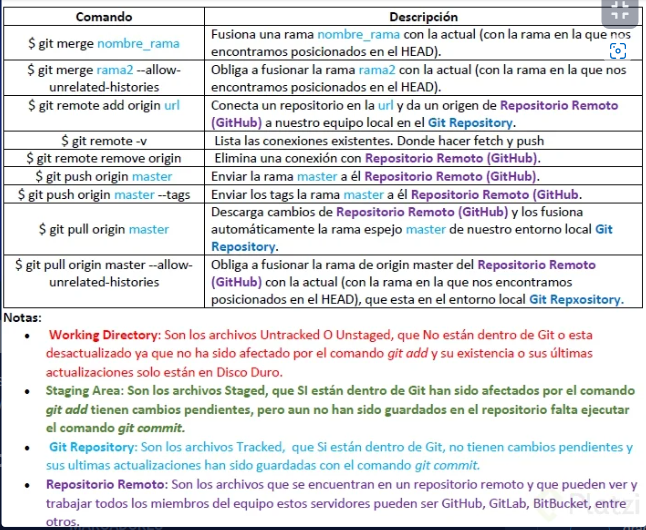 Comando Descripción
$ git merge nombre_rama
Fusiona una rama nombre_rama con la actual (con la rama en la que nos
encontramos posicionados en el HEAD).
$ git merge rama2 --allow-
unrelated-histories
Obliga a fusionar la rama rama2 con la actual (con la rama en la que nos
encontramos posicionados en el HEAD).
$ git remote add origin url
Conecta un repositorio en la url y da un origen de Repositorio Remoto
(GitHub) a nuestro equipo local en el Git Repository.
$ git remote -v
Lista las conexiones existentes. Donde hacer fetch y push
$ git remote remove origin
Elimina una conexión con Repositorio Remoto (GitHub).
$ git push origin master
Enviar la rama master a él Repositorio Remoto (GitHub).
$ git push origin master --tags
Enviar los tags la rama master a él Repositorio Remoto (GitHub.
$ git pull origin master
Descarga cambios de Repositorio Remoto (GitHub) y los fusiona
automáticamente la rama espejo master de nuestro entorno local Git
Repository.
$ git pull origin master --allow-
unrelated-histories
Obliga a fusionar la rama de origin master del Repositorio Remoto
(GitHub) con la actual (con la rama en la que nos encontramos
posicionados en el HEAD), que esta en el entorno local Git Repxository.
Notas:
• Working Directory: Son los archivos Untracked O Unstaged, que No están dentro de Git o esta
desactualizado ya que no ha sido afectado por el comando git add y su existencia o sus últimas
actualizaciones solo están en Disco Duro.
• Staging Area: Son los archivos Staged, que SI están dentro de Git han sido afectados por el comando
git add tienen cambios pendientes, pero aun no han sido guardados en el repositorio falta ejecutar
el comando git commit.
• Git Repository: Son los archivos Tracked, que Si están dentro de Git, no tienen cambios pendientes y
sus ultimas actualizaciones han sido guardadas con el comando git commit.
• Repositorio Remoto: Son los archivos que se encuentran en un repositorio remoto y que pueden ver y
trabajar todos los miembros del equipo estos servidores pueden ser GitHub, GitLab, BitBucket, entre
otros.
Platzi